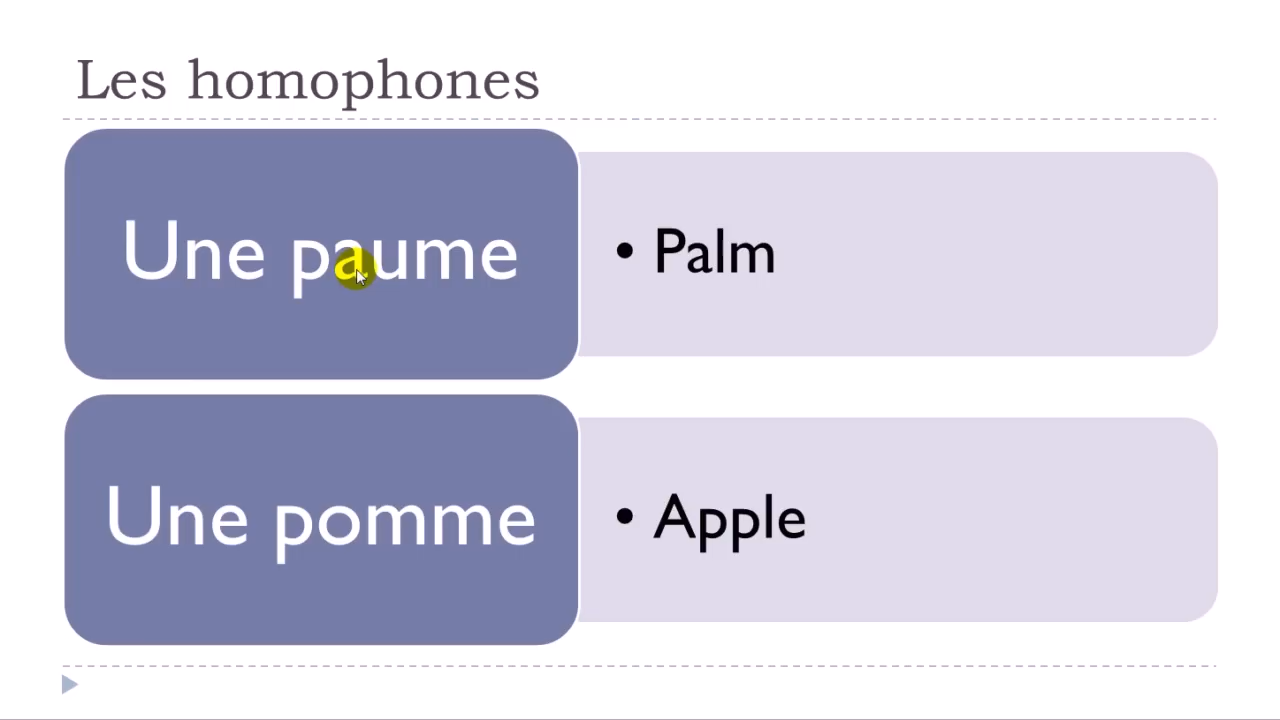 Les homophones
Une paume
• Palm
Une pomme
• Apple